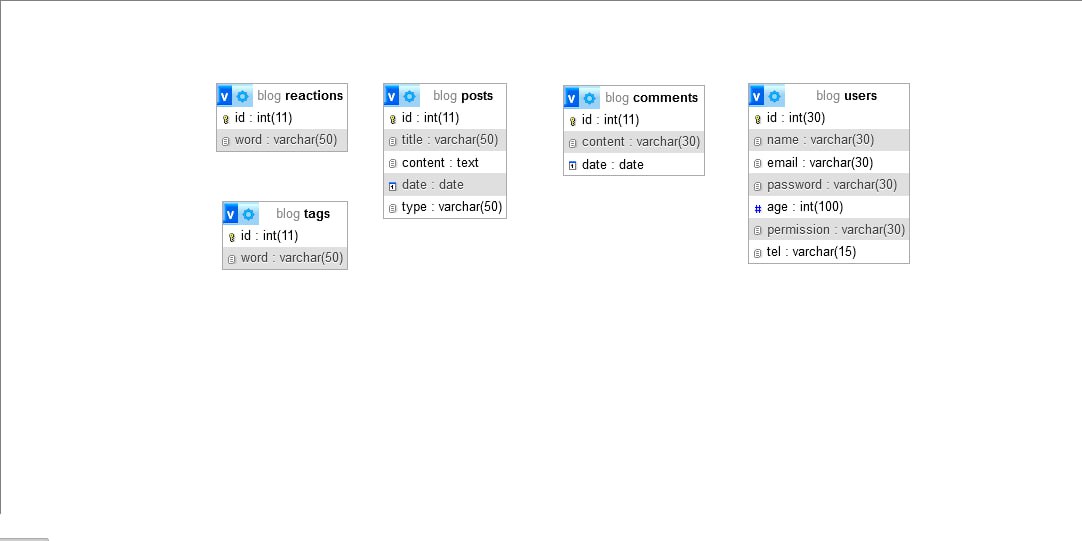 v blog reactions
id : int(11)
word : varchar(50)
v blog tags
id : int(11)
word : varchar(50)
v blog posts
id : int(11)
title : varchar(50)
content : text
date : date
type : varchar(50)
v blog comments
id : int(11)
content : varchar(30)
date : date
v blog users
id : int(30)
name : varchar(30)
email : varchar(30)
password : varchar(30)
# age : int(100)
permission : varchar(30)
tel : varchar(15)